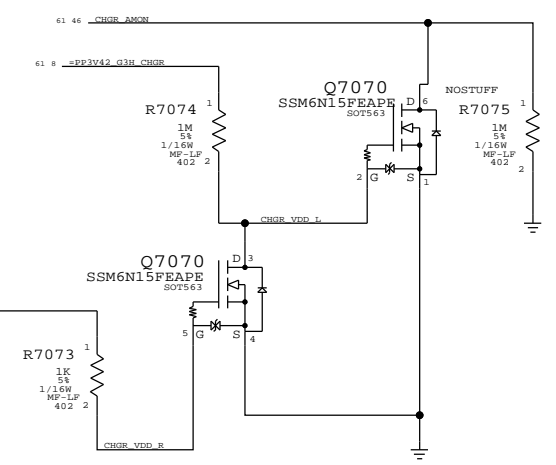 61 46 CHGR_AMON
61 8 =PP3V42_G3H_CHGR
Q7070
SSM6N15FEAPE
SOT563
D 6
NOSTUFF
R7074
1
1M
5%
1/16W
MF-LF
402 2
R7075
1
1M
5%
1/16W
MF-LF
402
2
2 G S 1
CHGR_VDD_L
Q7070
SSM6N15FEAPE
SOT563
D 3
5 G S 4
R7073
1
1K
5%
1/16W
MF-LF
402 2
CHGR_VDD_R